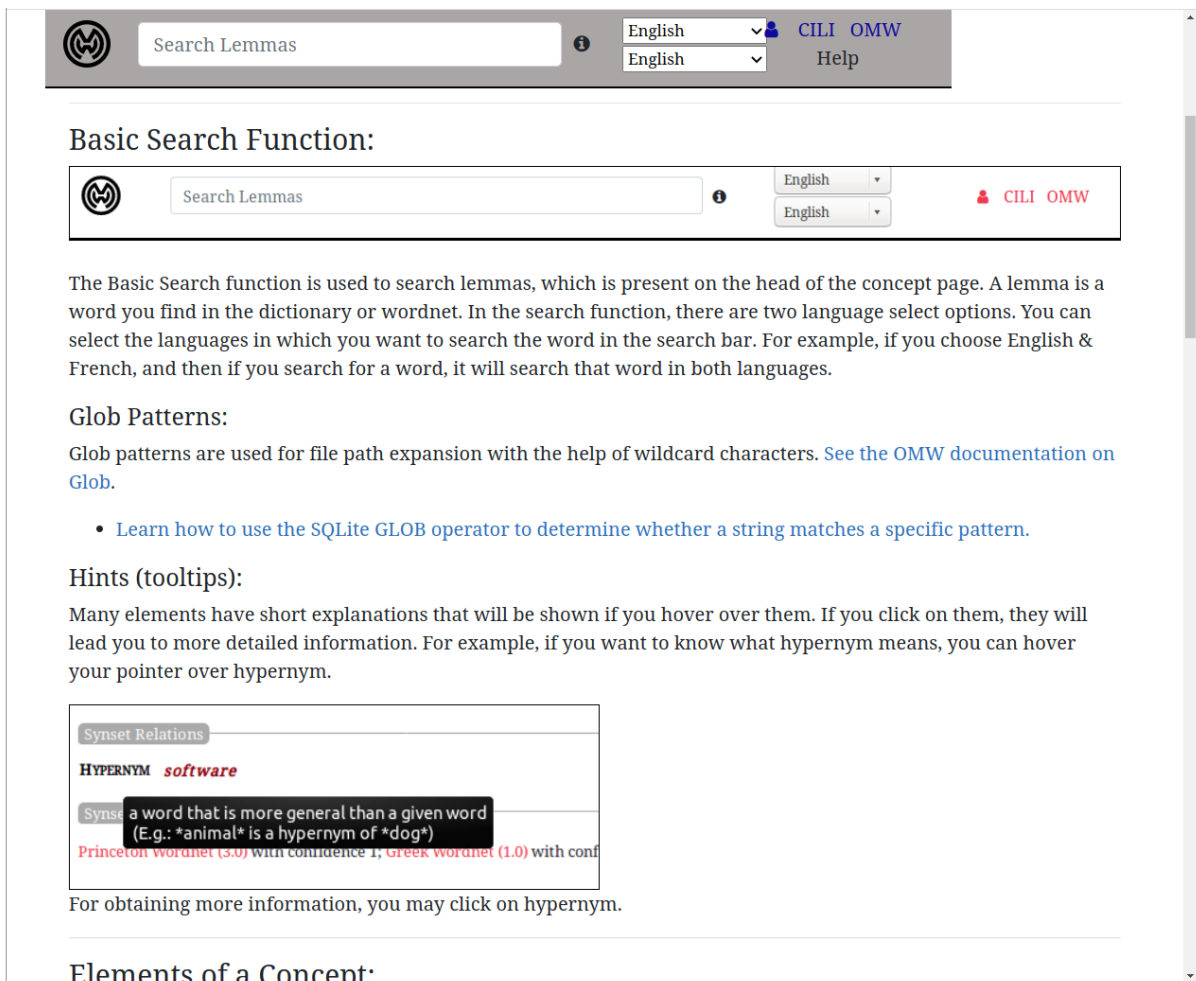 Search Lemmas
English
English
CILI OMW
Help
Basic Search Function:
Search Lemmas
English
English
CILI OMW
The Basic Search function is used to search lemmas, which is present on the head of the concept page. A lemma is a
word you find in the dictionary or wordnet. In the search function, there are two language select options. You can
select the languages in which you want to search the word in the search bar. For example, if you choose English &
French, and then if you search for a word, it will search that word in both languages.
Glob Patterns:
Glob patterns are used for file path expansion with the help of wildcard characters. See the OMW documentation on
Glob.
• Learn how to use the SQLite GLOB operator to determine whether a string matches a specific pattern.
Hints (tooltips):
Many elements have short explanations that will be shown if you hover over them. If you click on them, they will
lead you to more detailed information. For example, if you want to know what hypernym means, you can hover
your pointer over hypernym.
Synset Relations
HYPERNYM software
a word that is more general than a given word
(E.g.: *animal* is a hypernym of *dog*)
Princeton Wordnet (3.0) with confidence 1; Greek Wordnet (1.0) with conf
For obtaining more information, you may click on hypernym.
Elements of a Concept: